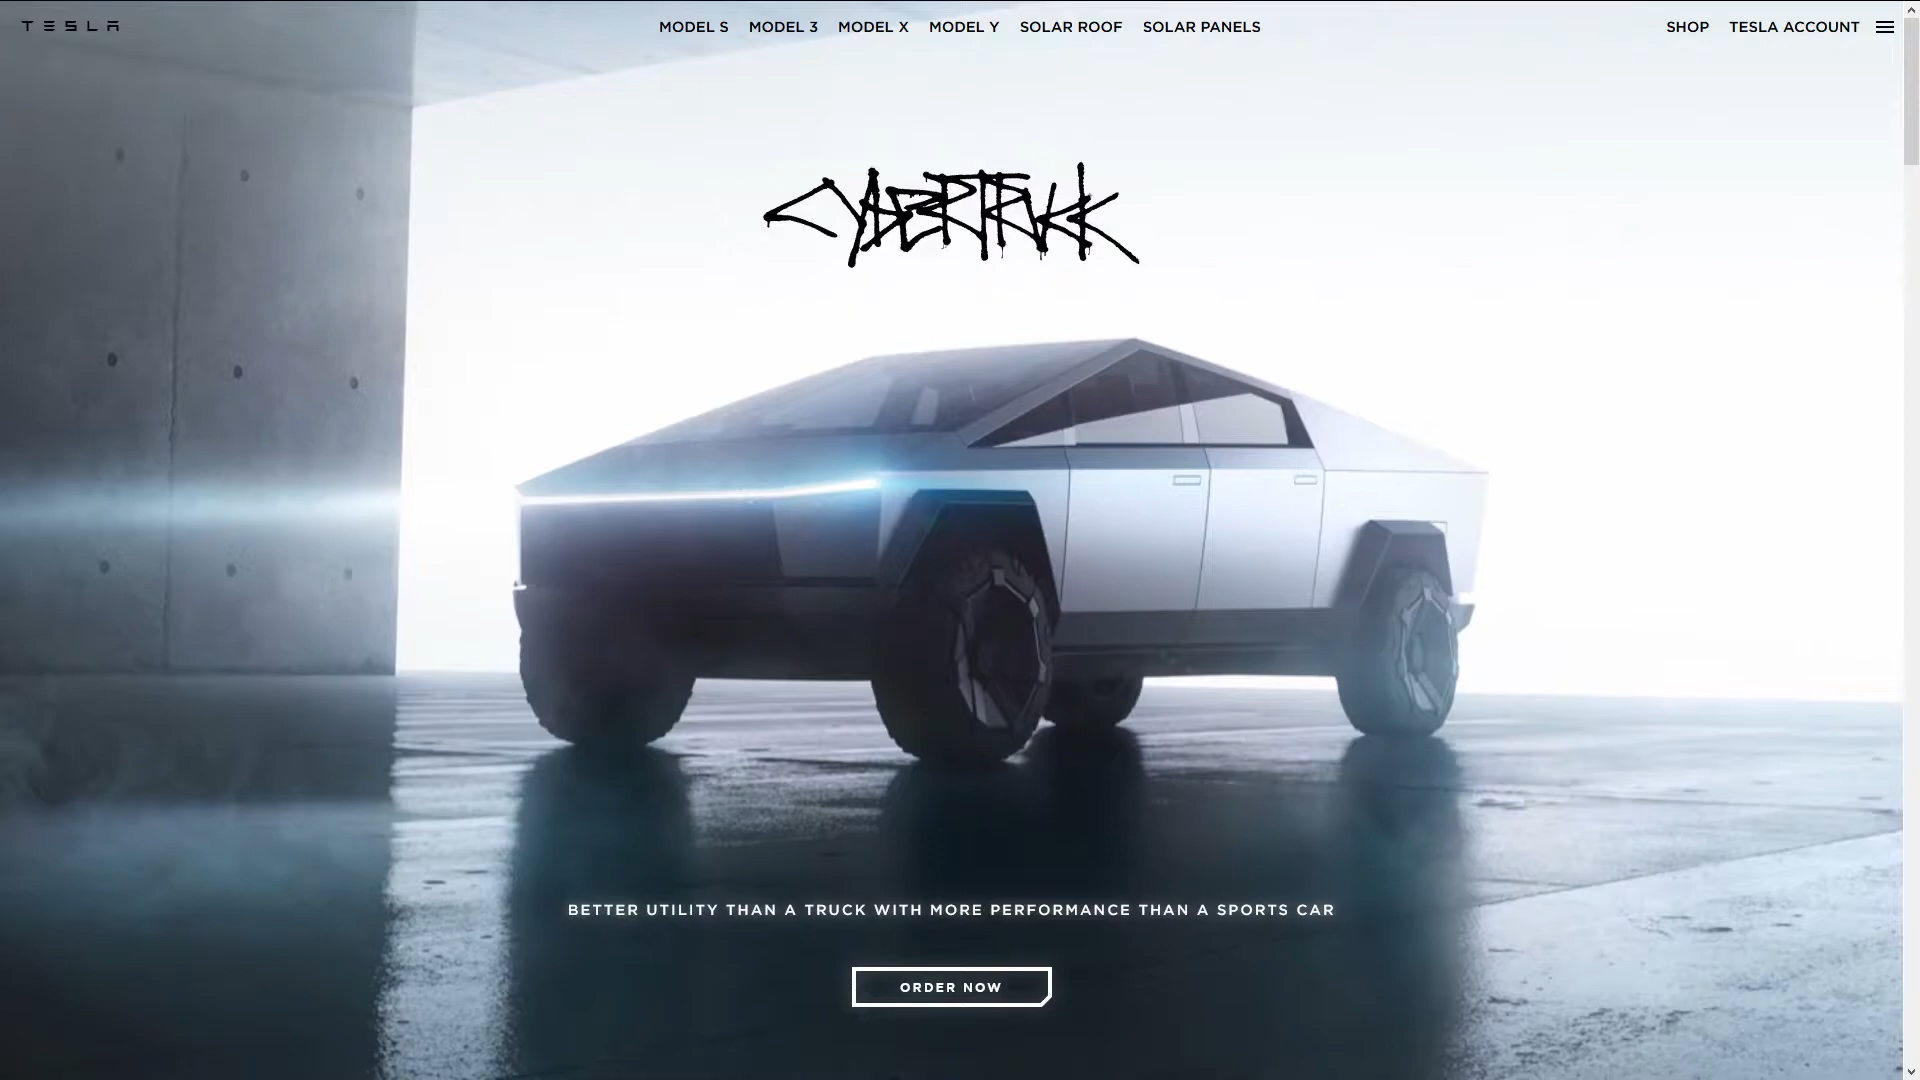 TESLA
MODEL S MODEL 3 MODEL X MODEL Y SOLAR ROOF SOLAR PANELS
SHOP TESLA ACCOUNT
CYBERTRUCK
BETTER UTILITY THAN A TRUCK WITH MORE PERFORMANCE THAN A SPORTS CAR
ORDER NOW